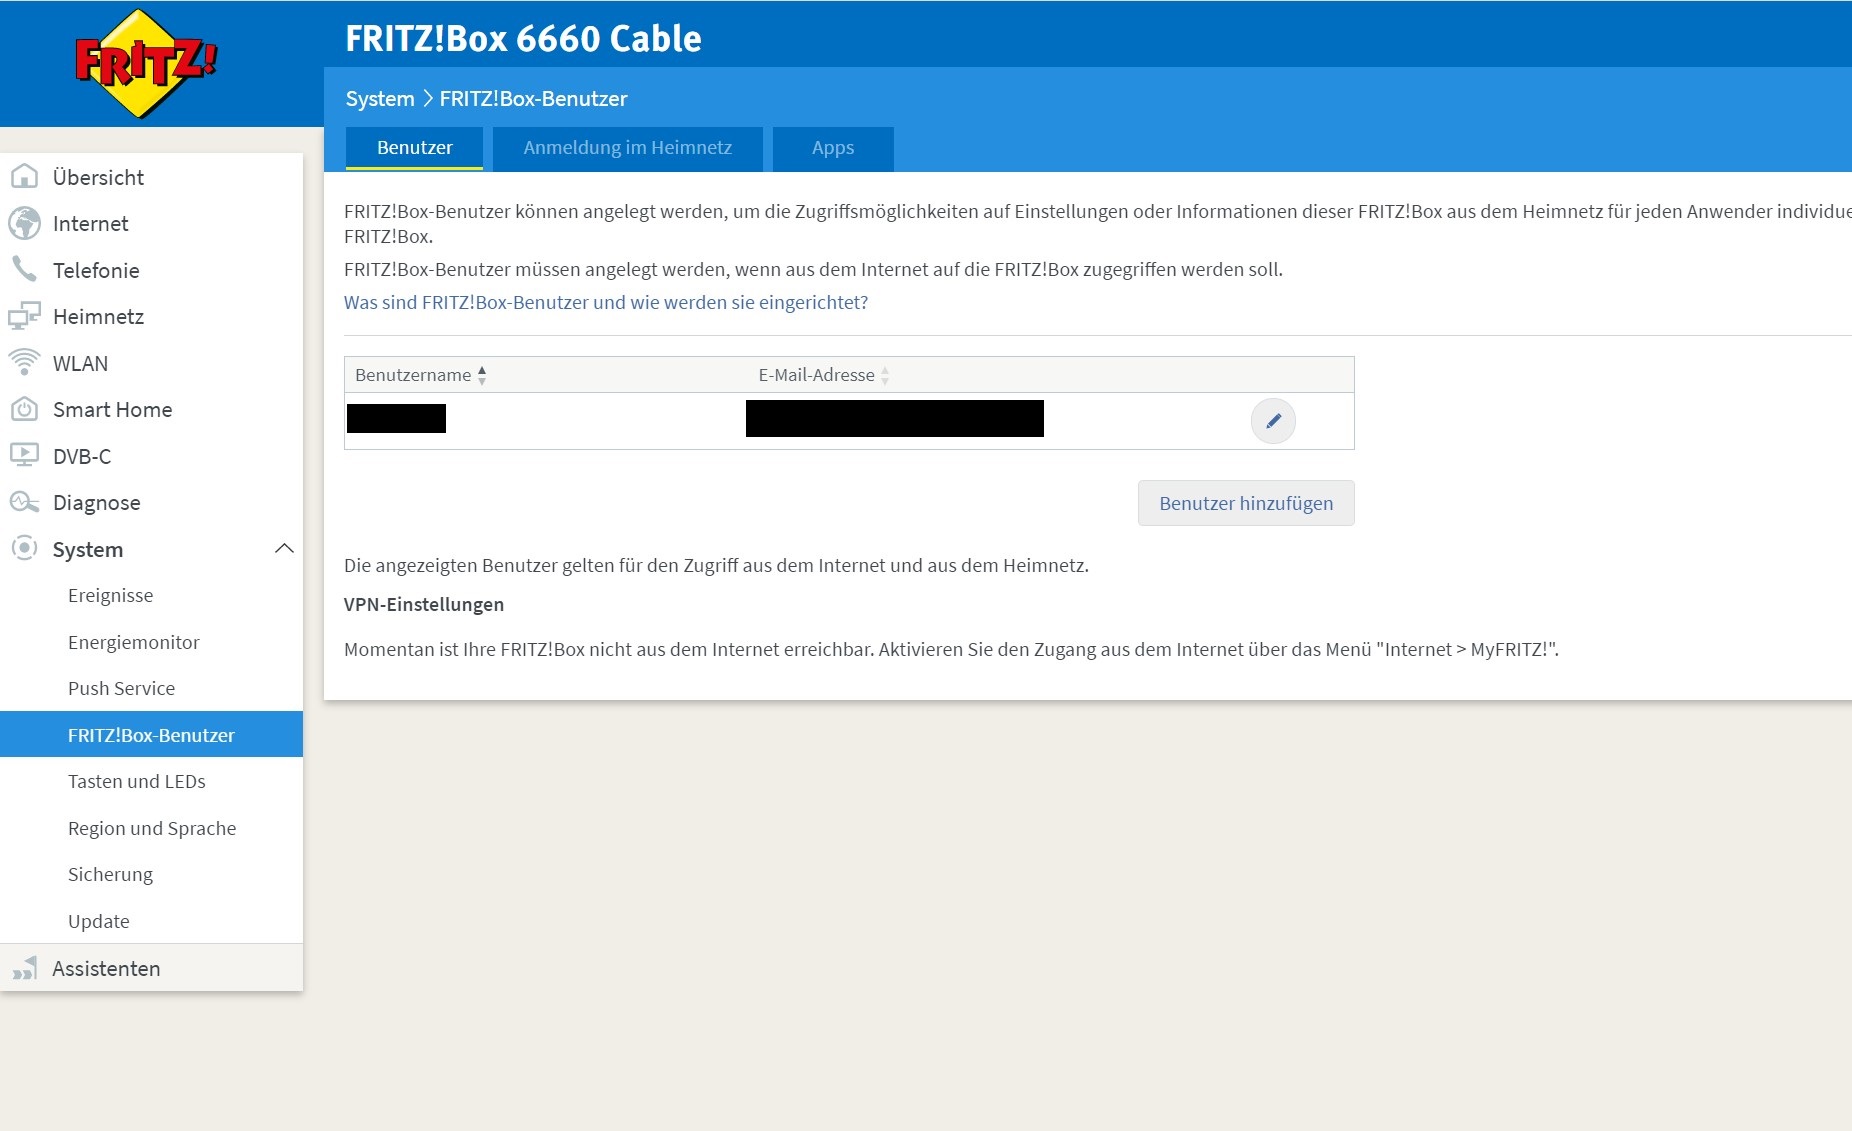 FRITZ!
FRITZ!Box 6660 Cable
System > FRITZ!Box-Benutzer
Benutzer
Anmeldung im Heimnetz
Apps
Übersicht
Internet
Telefonie
Heimnetz
WLAN
Smart Home
DVB-C
Diagnose
System
Ereignisse
Energiemonitor
Push Service
FRITZ!Box-Benutzer
Tasten und LEDs
Region und Sprache
Sicherung
Update
Assistenten
FRITZ!Box-Benutzer können angelegt werden, um die Zugriffsmöglichkeiten auf Einstellungen oder Informationen dieser FRITZ!Box aus dem Heimnetz für jeden Anwender
FRITZ!Box.
FRITZ!Box-Benutzer müssen angelegt werden, wenn aus dem Internet auf die FRITZ!Box zugegriffen werden soll.
Was sind FRITZ!Box-Benutzer und wie werden sie eingerichtet?
Benutzername
E-Mail-Adresse
Benutzer hinzufügen
Die angezeigten Benutzer gelten für den Zugriff aus dem Internet und aus dem Heimnetz.
VPN-Einstellungen
Momentan ist Ihre FRITZ!Box nicht aus dem Internet erreichbar. Aktivieren Sie den Zugang aus dem Internet über das Menü "Internet > MyFRITZ!".